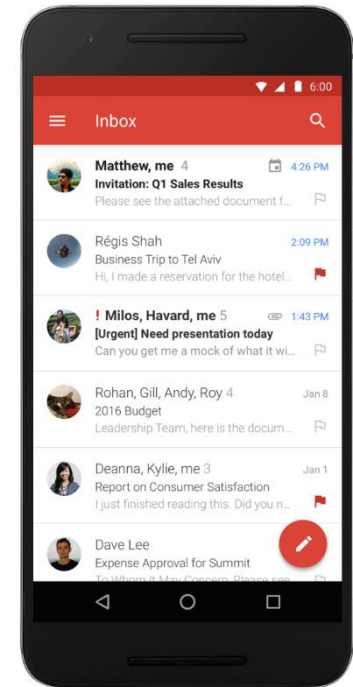 6:00
Inbox
Matthew, me 4 4:26 PM
Invitation: Q1 Sales Results
Please see the attached document f...
Régis Shah 2:09 PM
Business Trip to Tel Aviv
Hi, I made a reservation for the hotel...
! Milos, Havard, me 5 1:43 PM
[Urgent] Need presentation today
Can you get me a mock of what it wi...
Rohan, Gill, Andy, Roy 4 Jan 8
2016 Budget
Leadership Team, here is the docum...
Deanna, Kylie, me 3 Jan 1
Report on Consumer Satisfaction
I just finished reading this. Did you n...
Dave Lee
Expense Approval for Summit
To Whom It May Concern, Please see